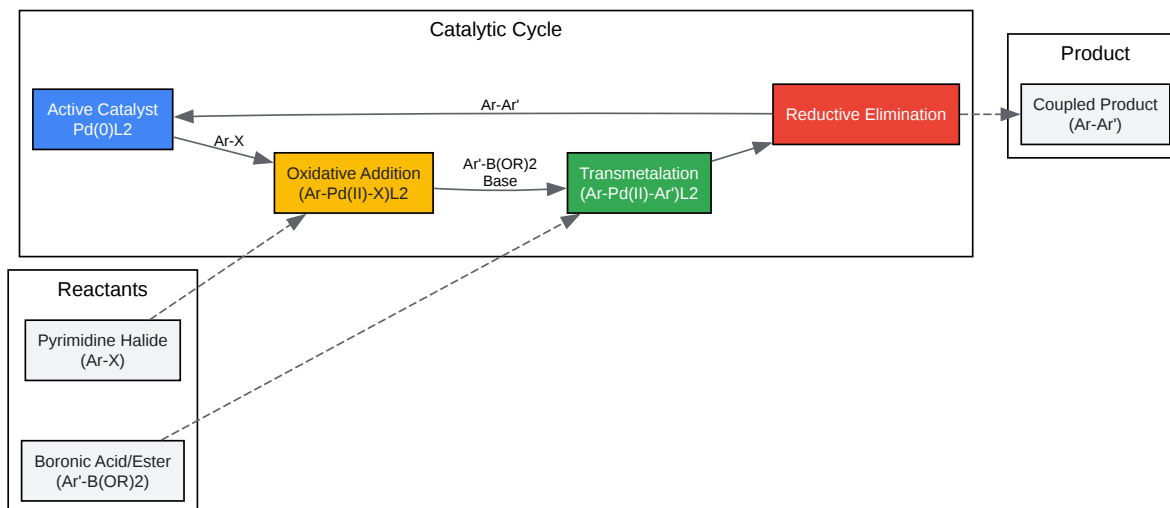 Catalytic Cycle
Product
Active Catalyst
Pd(0)L2
Ar-Ar'
Reductive Elimination
Coupled Product
(Ar-Ar')
Ar-X
Oxidative Addition
(Ar-Pd(II)-X)L2
Ar'-B(OR)2
Base
Transmetalation
(Ar-Pd(II)-Ar')L2
Reactants
Pyrimidine Halide
(Ar-X)
Boronic Acid/Ester
(Ar'-B(OR)2)